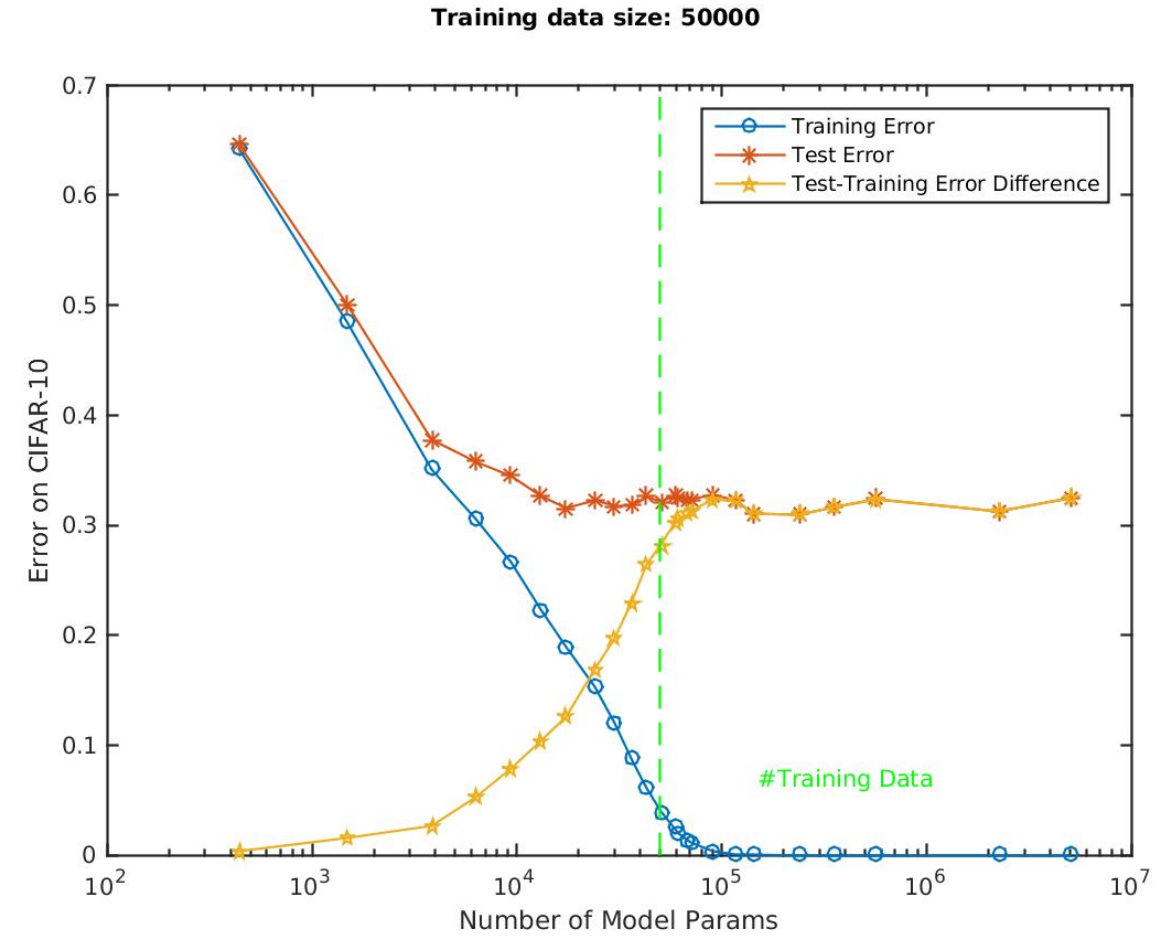 Training data size: 50000
0.7
0.6
0.5
0.4
0.3
0.2
0.1
0
Error on CIFAR-10
Training Error
Test Error
Test-Training Error Difference
#Training Data
10^2 10^3 10^4 10^5 10^6 10^7
Number of Model Params